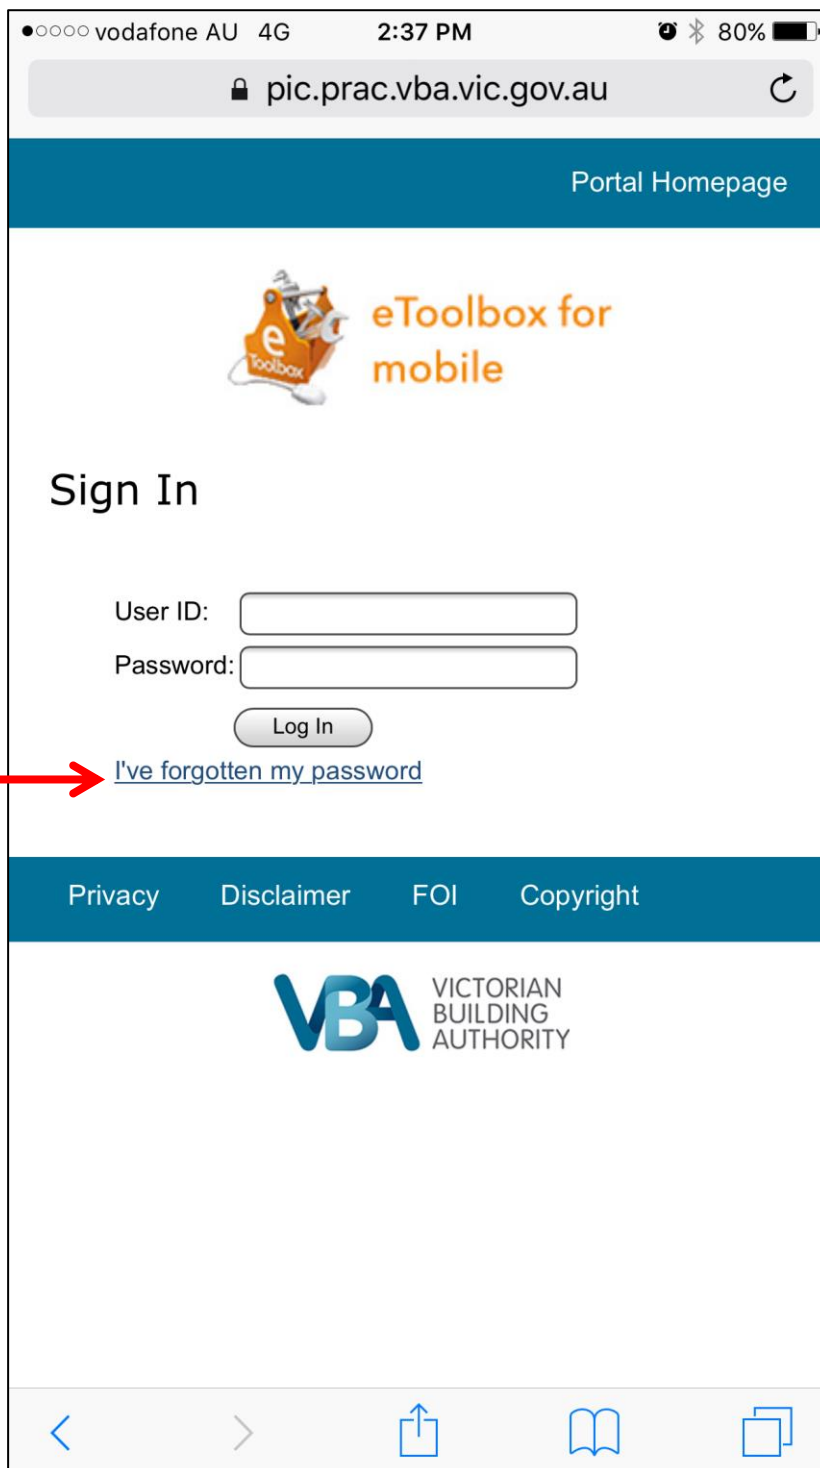 vodafone AU 4G 2:37 PM 80%
pic.prac.vba.vic.gov.au
Portal Homepage
e
Toolbox
eToolbox for
mobile
Sign In
User ID:
Password:
Log In
I've forgotten my password
Privacy Disclaimer FOI Copyright
VBA
VICTORIAN
BUILDING
AUTHORITY